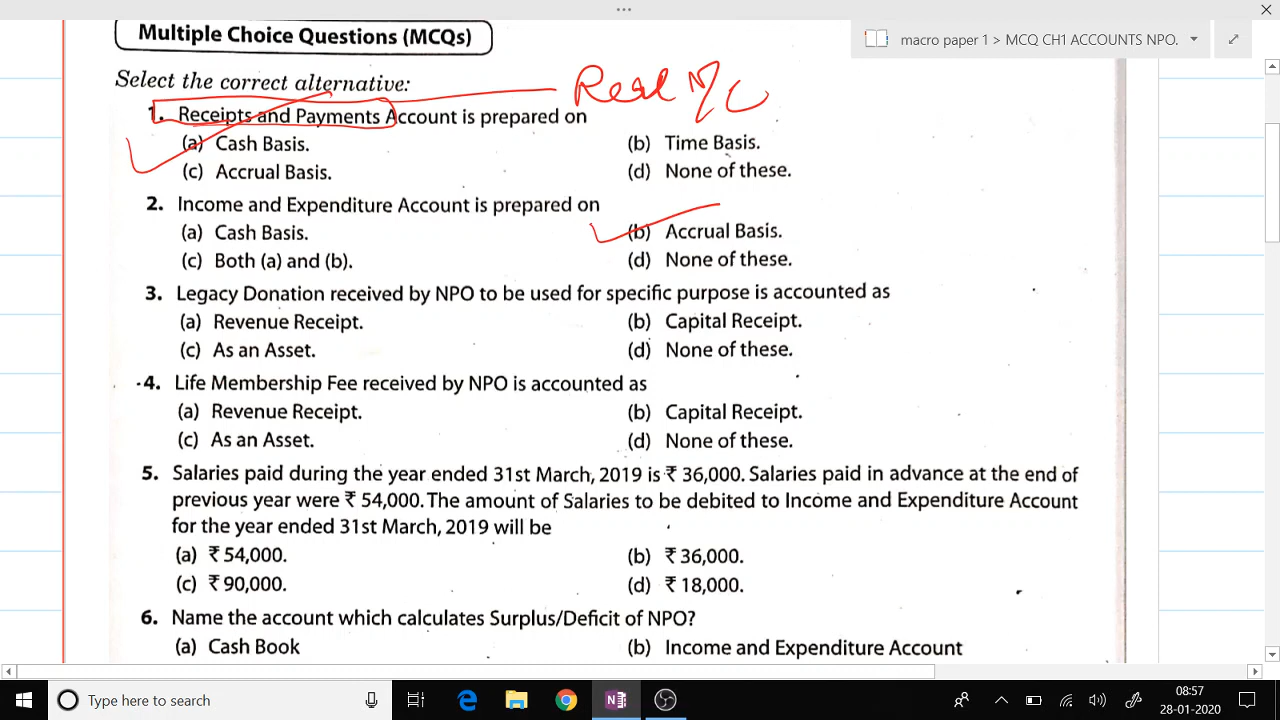 Multiple Choice Questions (MCQs)
macro paper 1 > MCQ CH1 ACCOUNTS NPO.
Select the correct alternative:
Real A/C
1. Receipts and Payments Account is prepared on
(a) Cash Basis.
(b) Time Basis.
(c) Accrual Basis.
(d) None of these.
2. Income and Expenditure Account is prepared on
(a) Cash Basis.
(b) Accrual Basis.
(c) Both (a) and (b).
(d) None of these.
3. Legacy Donation received by NPO to be used for specific purpose is accounted as
(a) Revenue Receipt.
(b) Capital Receipt.
(c) As an Asset.
(d) None of these.
4. Life Membership Fee received by NPO is accounted as
(a) Revenue Receipt.
(b) Capital Receipt.
(c) As an Asset.
(d) None of these.
5. Salaries paid during the year ended 31st March, 2019 is ₹ 36,000. Salaries paid in advance at the end of
previous year were ₹ 54,000. The amount of Salaries to be debited to Income and Expenditure Account
for the year ended 31st March, 2019 will be
(a) ₹ 54,000.
(b) ₹ 36,000.
(c) ₹ 90,000.
(d) ₹ 18,000.
6. Name the account which calculates Surplus/Deficit of NPO?
(a) Cash Book
(b) Income and Expenditure Account
Type here to search
08:57
28-01-2020